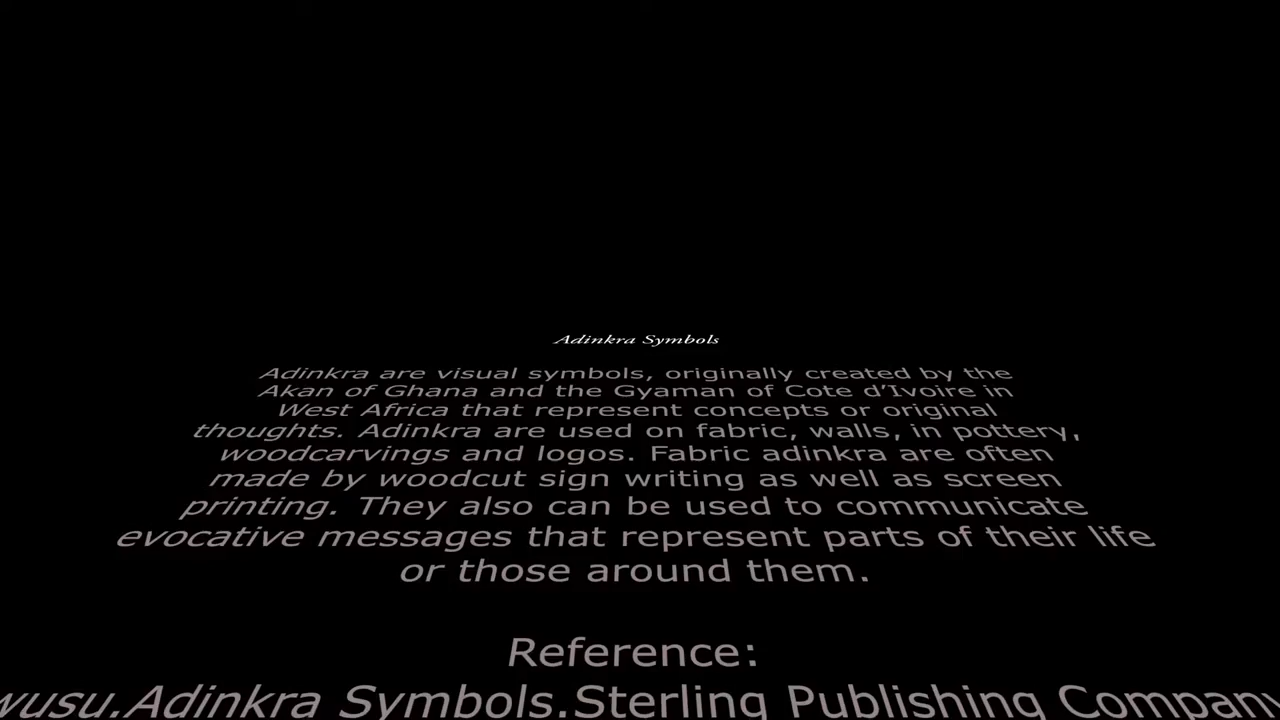 Adinkra Symbols
Adinkra are visual symbols, originally created by the
Akan of Ghana and the Gyaman of Cote d’Ivoire in
West Africa that represent concepts or original
thoughts. Adinkra are used on fabric, walls, in pottery,
woodcarvings and logos. Fabric adinkra are often
made by woodcut sign writing as well as screen
printing. They also can be used to communicate
evocative messages that represent parts of their life
or those around them.
Reference:
wusu.Adinkra Symbols.Sterling Publishing Company